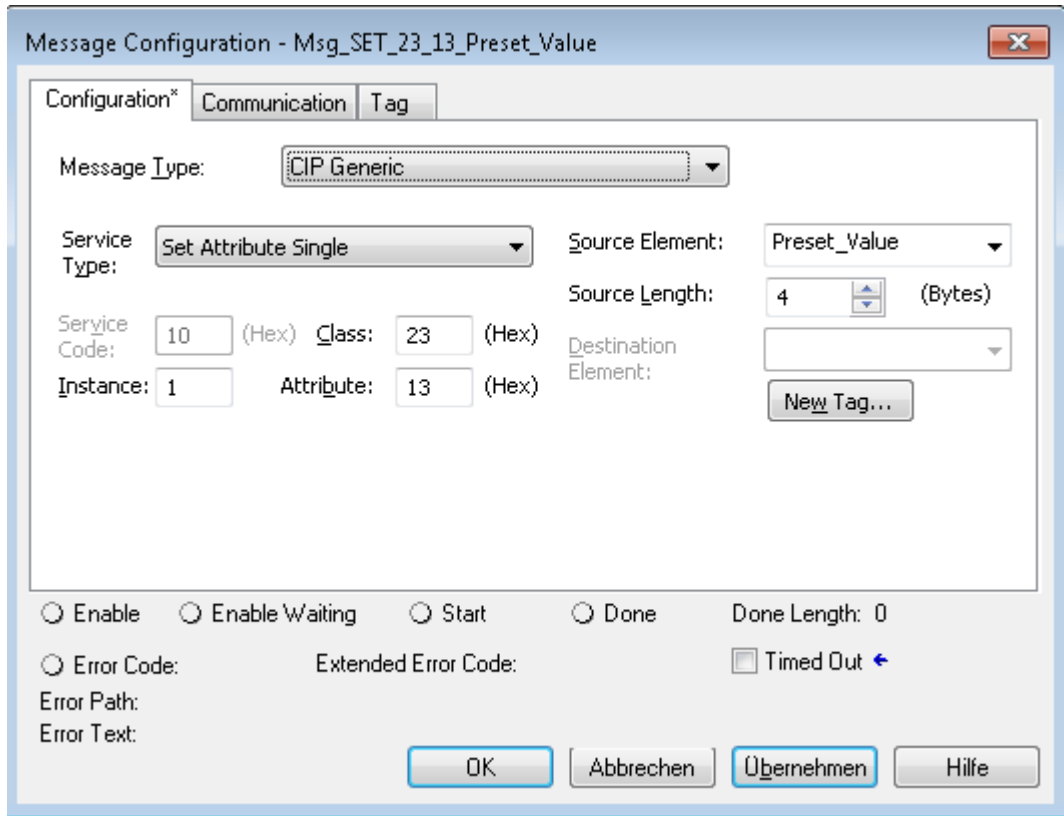 Message Configuration - Msg_SET_23_13_Preset_Value
Configuration* Communication Tag
Message Type: CIP Generic
Service Type: Set Attribute Single
Source Element: Preset_Value
Source Length: 4 (Bytes)
Service Code: 10 (Hex) Class: 23 (Hex)
Destination Element:
Instance: 1 Attribute: 13 (Hex)
New Tag...
Enable Enable Waiting Start Done Done Length: 0
Error Code: Extended Error Code: Timed Out
Error Path:
Error Text:
OK Abbrechen Übernehmen Hilfe